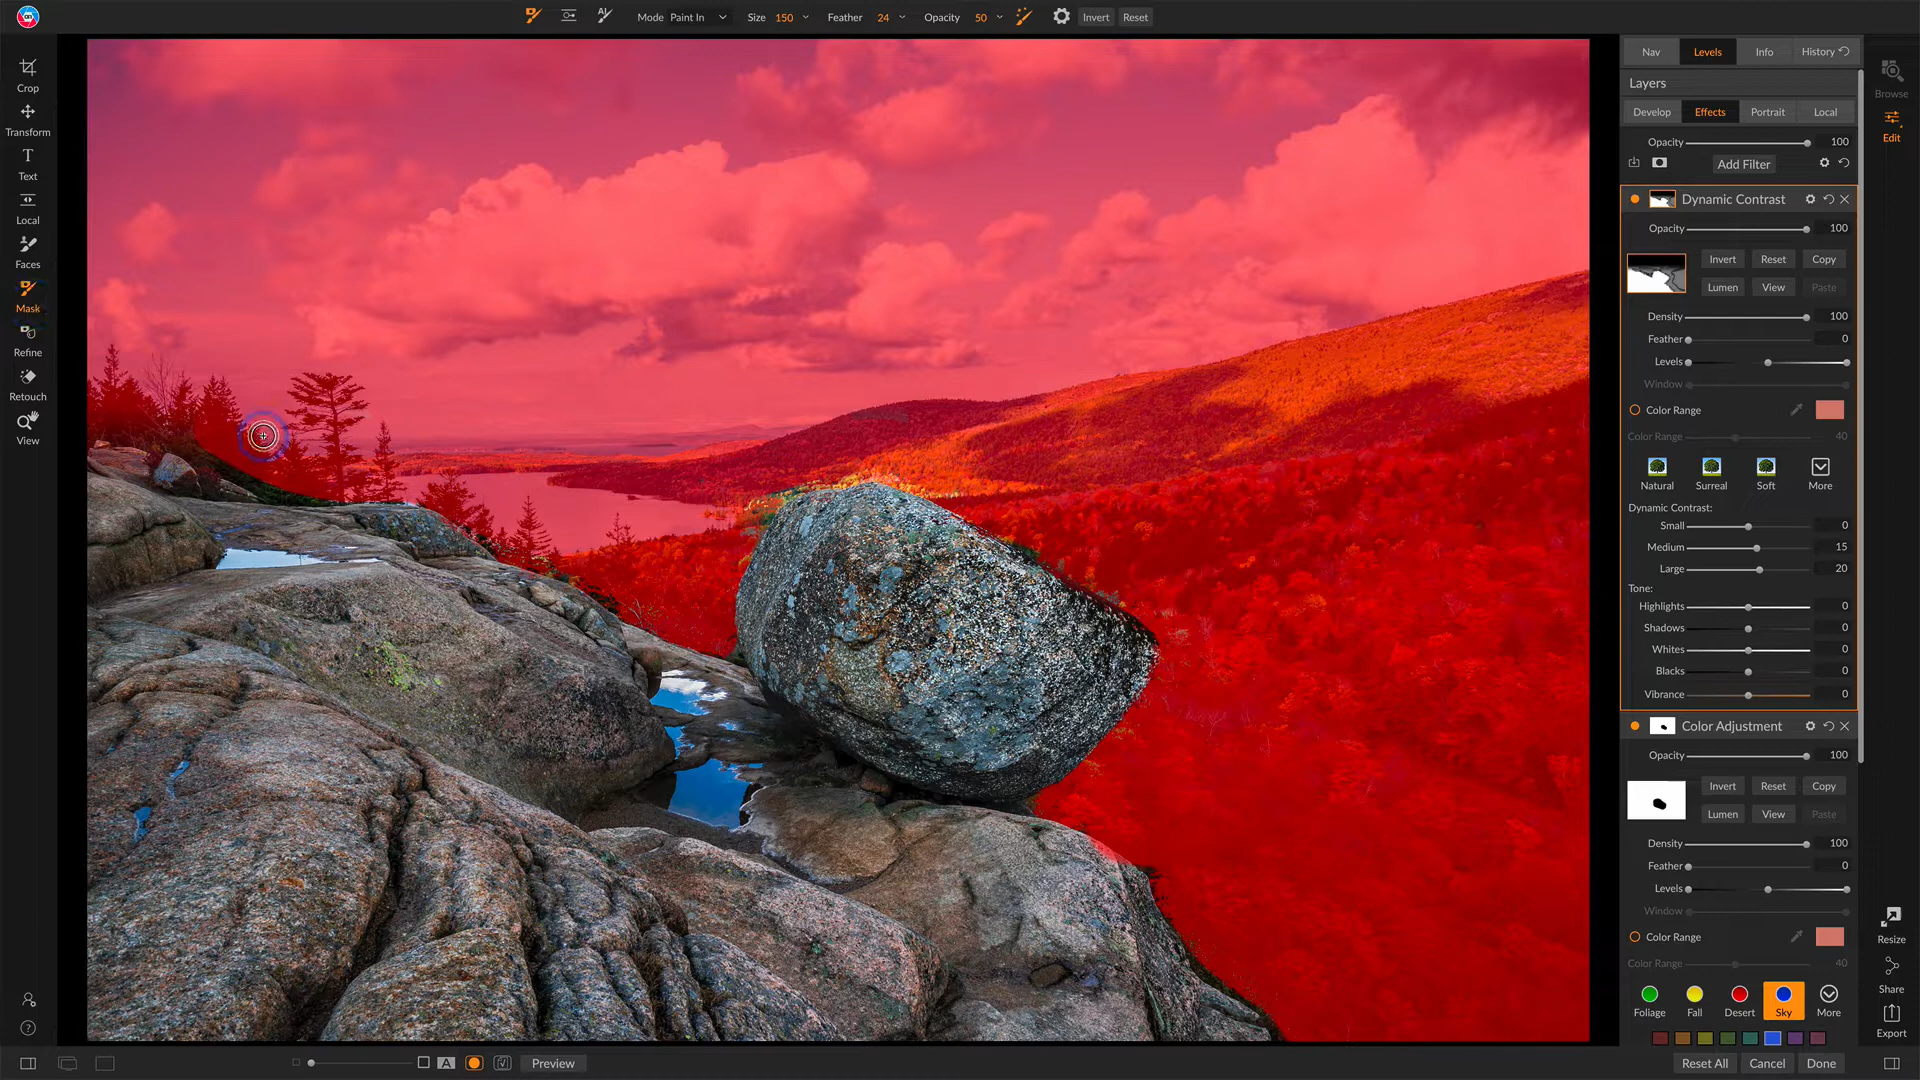 Mode Paint In Size 150 Feather 24 Opacity 50 Invert Reset
Crop
Transform
Text
Local
Faces
Mask
Refine
Retouch
View
Nav Levels Info History
Layers
Develop Effects Portrait Local
Opacity 100
Add Filter
Dynamic Contrast
Opacity 100
Invert Reset Copy
Lumen View Paste
Density 100
Feather 0
Levels
Window
Color Range
Color Range 40
Natural Surreal Soft More
Dynamic Contrast:
Small 0
Medium 15
Large 20
Tone:
Highlights 0
Shadows 0
Whites 0
Blacks 0
Vibrance 0
Color Adjustment
Opacity 100
Invert Reset Copy
Lumen View Paste
Density 100
Feather 0
Levels
Window
Color Range
Color Range 40
Foliage Fall Desert Sky More
Browse
Edit
Resize
Share
Export
A Preview
Reset All Cancel Done